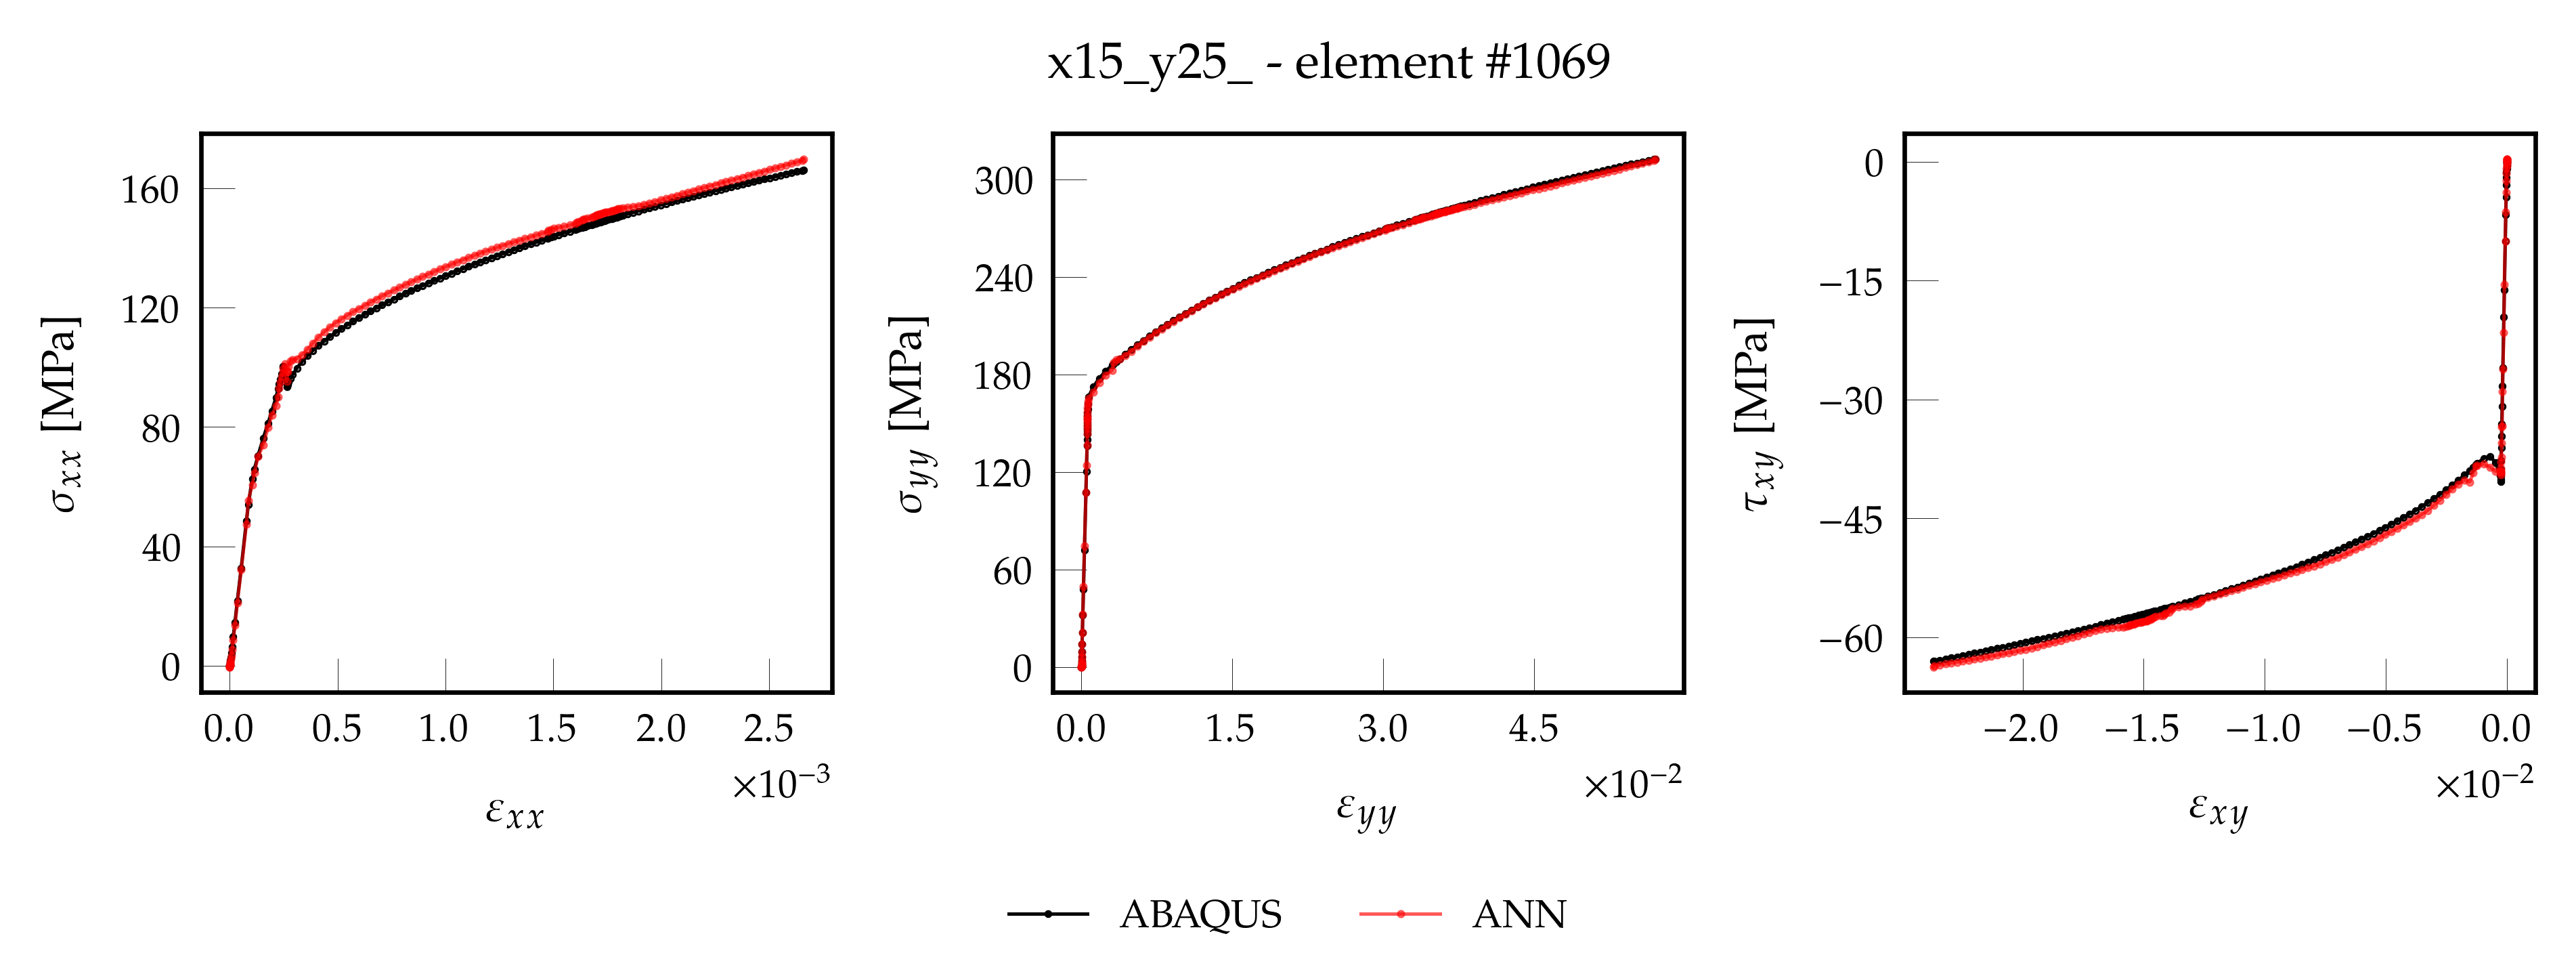 x15_y25_ - element #1069
σxx [MPa]
160
120
80
40
0
0.0 0.5 1.0 1.5 2.0 2.5
×10−3
εxx
σyy [MPa]
300
240
180
120
60
0
0.0 1.5 3.0 4.5
×10−2
εyy
τxy [MPa]
0
−15
−30
−45
−60
−2.0 −1.5 −1.0 −0.5 0.0
×10−2
εxy
ABAQUS ANN